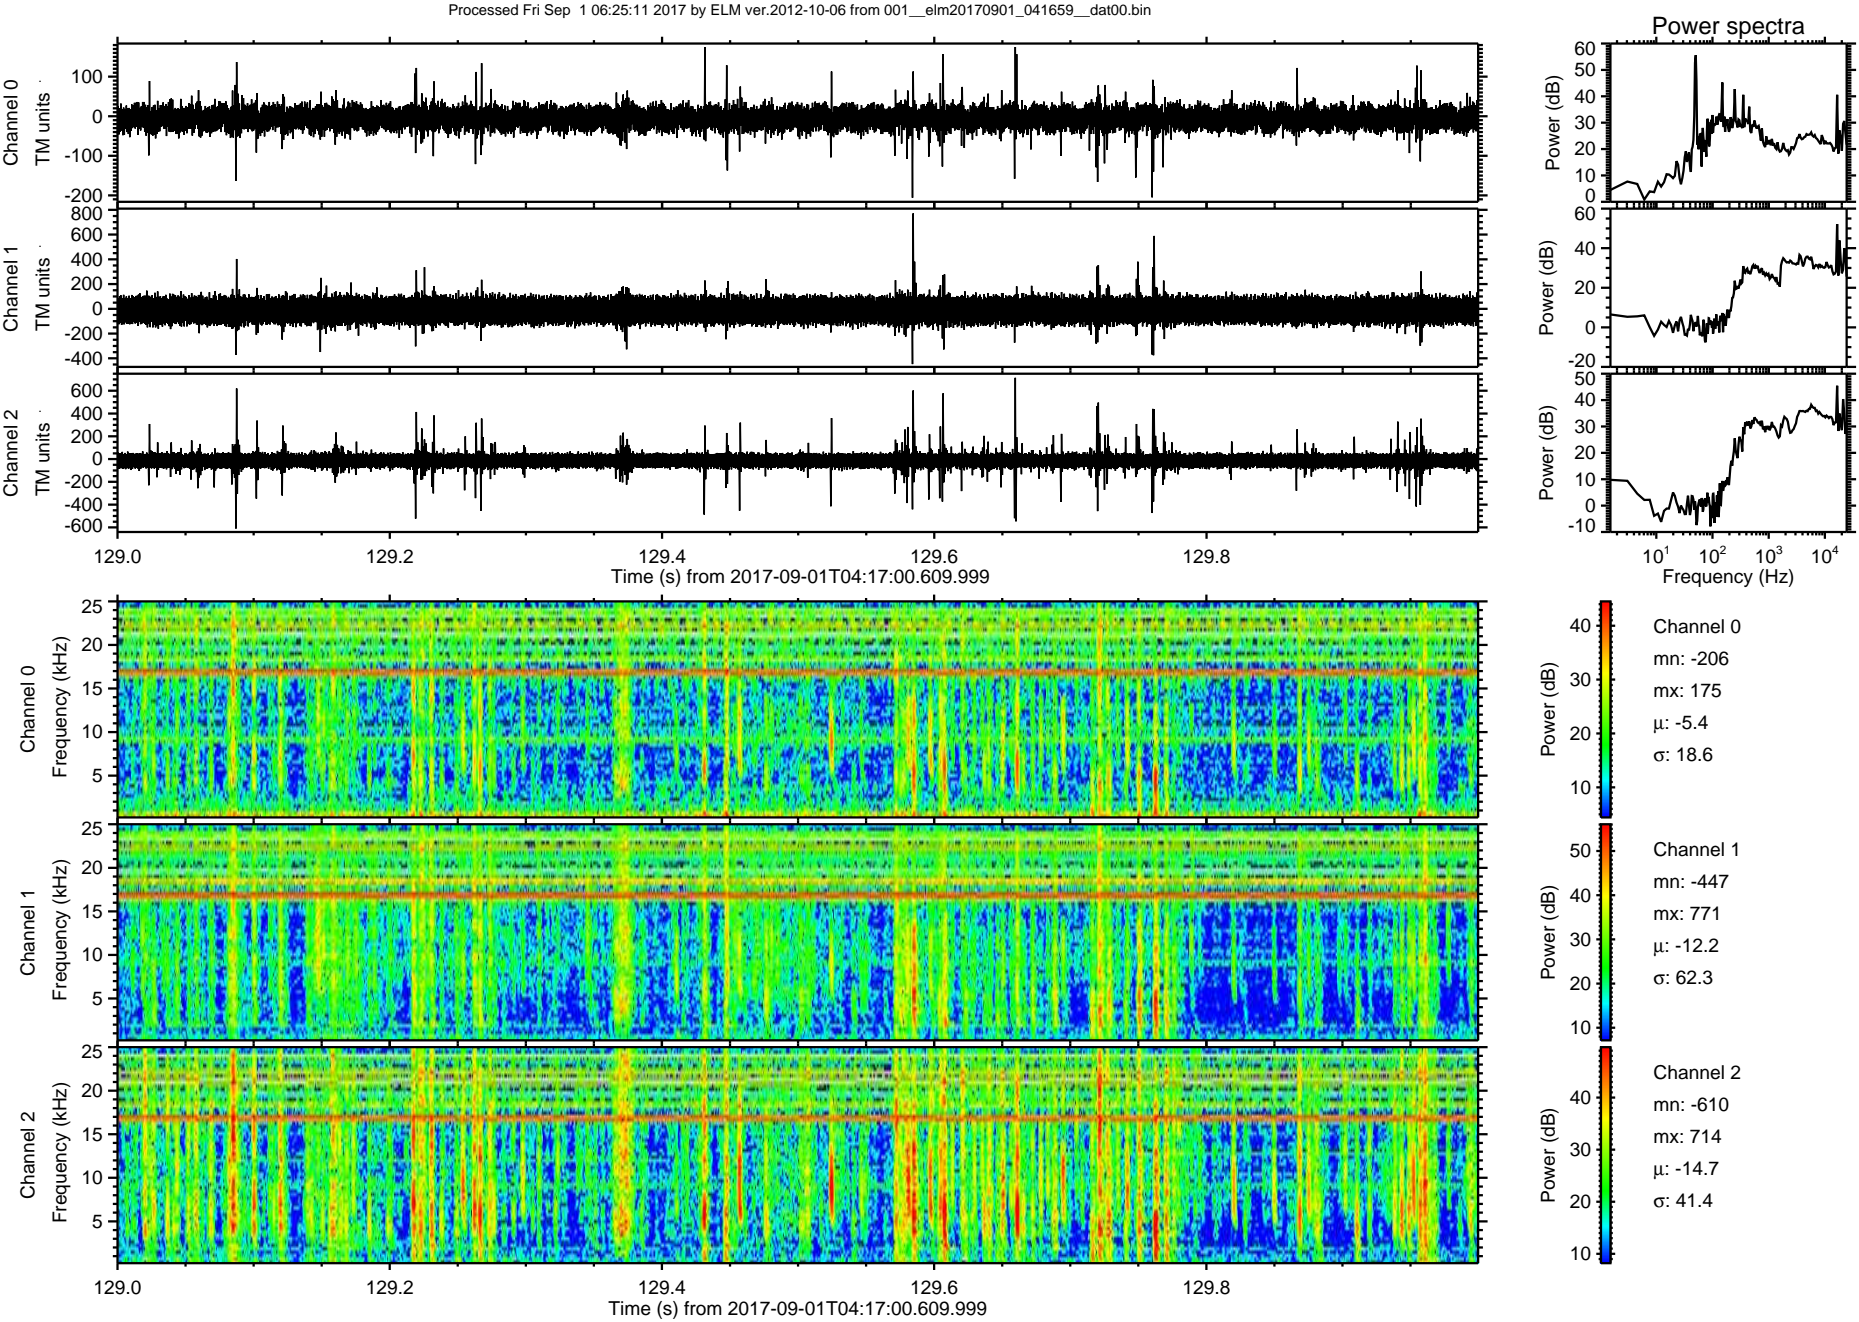 Processed Fri Sep  1 06:25:11 2017 by ELM ver.2012-10-06 from 001__elm20170901_041659__dat00.bin
Power spectra
Channel 0
TM units
100
0
-100
-200
Power (dB)
60
50
40
30
20
10
0
Channel 1
TM units
800
600
400
200
0
-200
-400
Power (dB)
60
40
20
0
-20
Channel 2
TM units
600
400
200
0
-200
-400
-600
Power (dB)
50
40
30
20
10
0
-10
129.0 129.2 129.4 129.6 129.8
Time (s) from 2017-09-01T04:17:00.609.999
10^1 10^2 10^3 10^4
Frequency (Hz)
Channel 0
Frequency (kHz)
25
20
15
10
5
Power (dB)
40
30
20
10
Channel 0
mn: -206
mx: 175
μ: -5.4
σ: 18.6
Channel 1
Frequency (kHz)
25
20
15
10
5
Power (dB)
50
40
30
20
10
Channel 1
mn: -447
mx: 771
μ: -12.2
σ: 62.3
Channel 2
Frequency (kHz)
25
20
15
10
5
Power (dB)
40
30
20
10
Channel 2
mn: -610
mx: 714
μ: -14.7
σ: 41.4
129.0 129.2 129.4 129.6 129.8
Time (s) from 2017-09-01T04:17:00.609.999